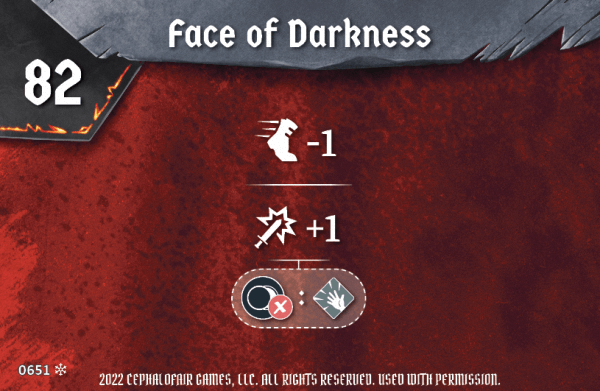 Face of Darkness
82
-1
+1
:
0651
2022 CEPHALOFAIR GAMES, LLC. ALL RIGHTS RESERVED. USED WITH PERMISSION.